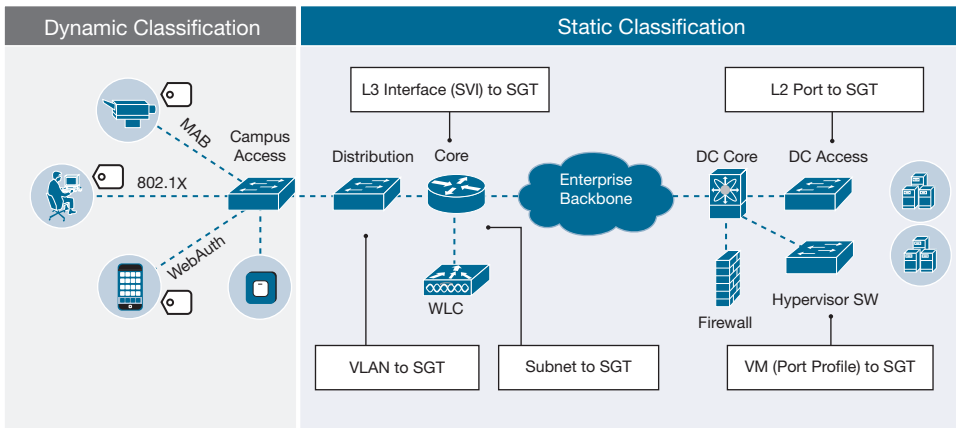 Dynamic Classification
Static Classification
L3 Interface (SVI) to SGT
L2 Port to SGT
MAB
Campus
Access
Distribution
Core
DC Core
DC Access
802.1X
Enterprise
Backbone
WebAuth
WLC
Firewall
Hypervisor SW
VLAN to SGT
Subnet to SGT
VM (Port Profile) to SGT